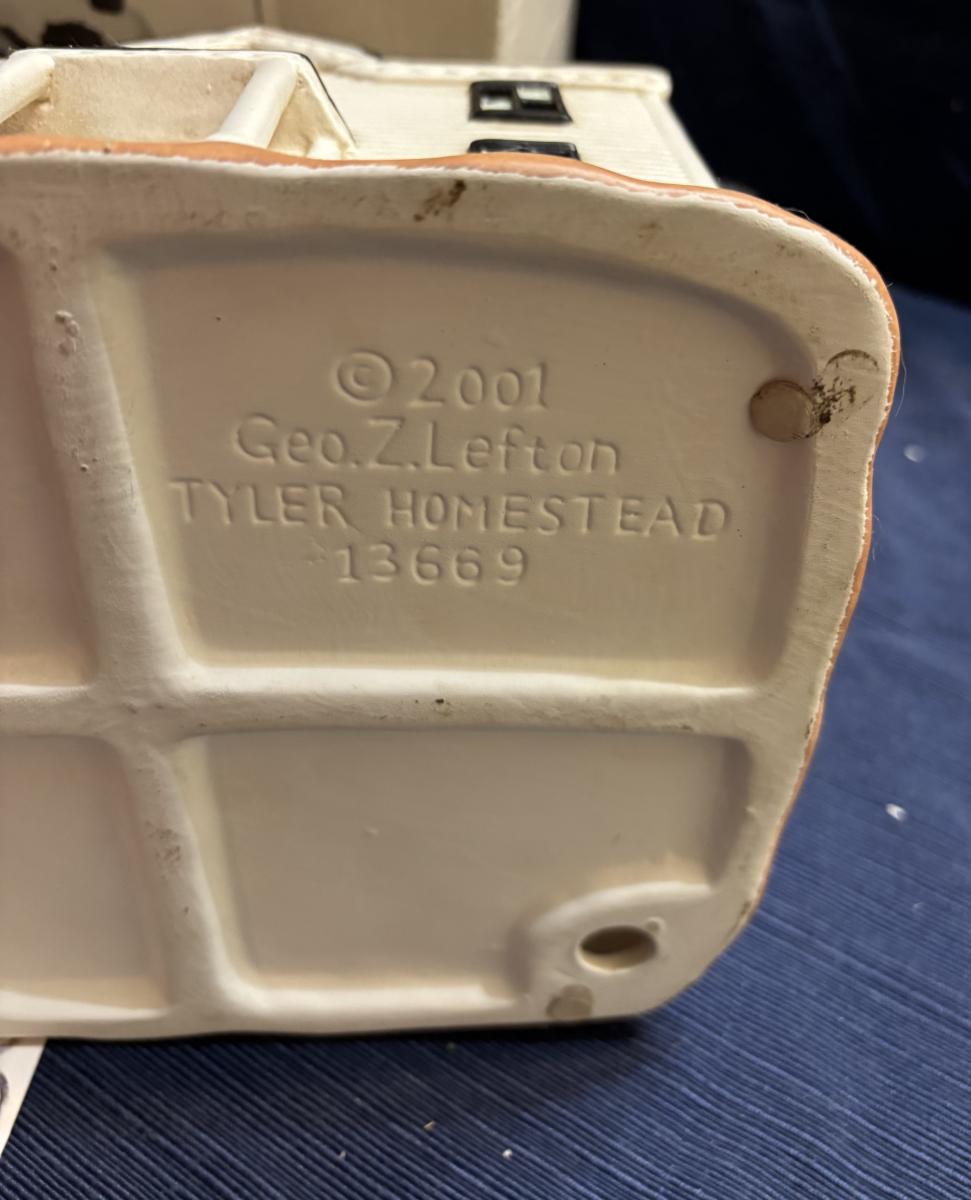 ©2001
Geo.Z.Lefton
TYLER HOMESTEAD
13669